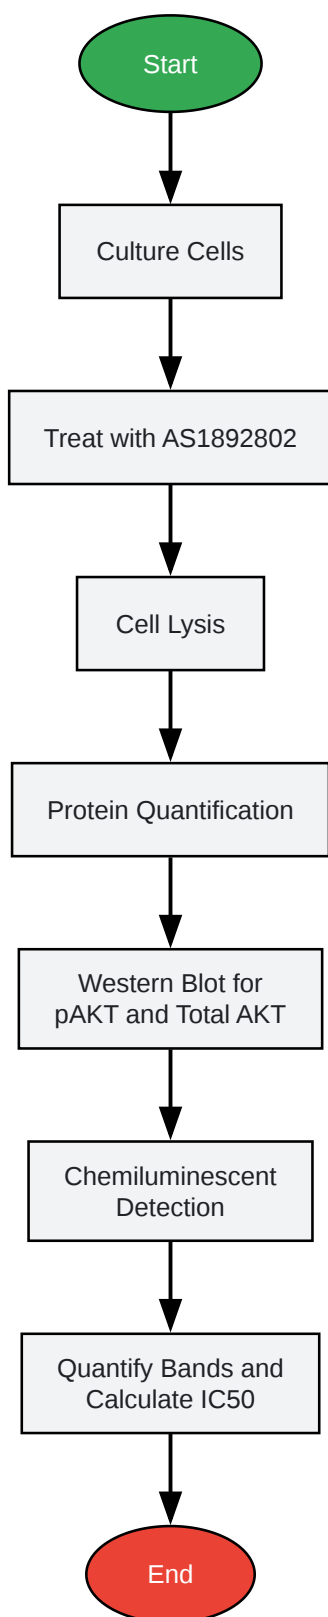 Start
Culture Cells
Treat with AS1892802
Cell Lysis
Protein Quantification
Western Blot for
pAKT and Total AKT
Chemiluminescent
Detection
Quantify Bands and
Calculate IC50
End